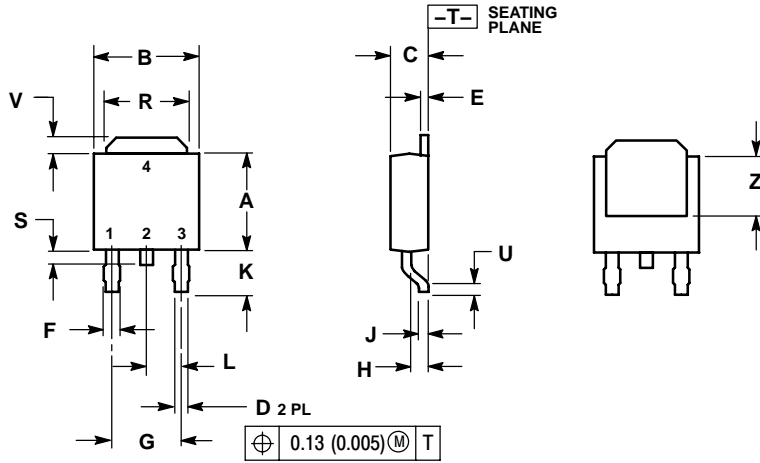 –T– SEATING
PLANE
B
C
V
R
E
4
A
Z
S
1 2 3
K
U
F
J
L
H
D 2 PL
G
⌖ 0.13 (0.005) Ⓜ T